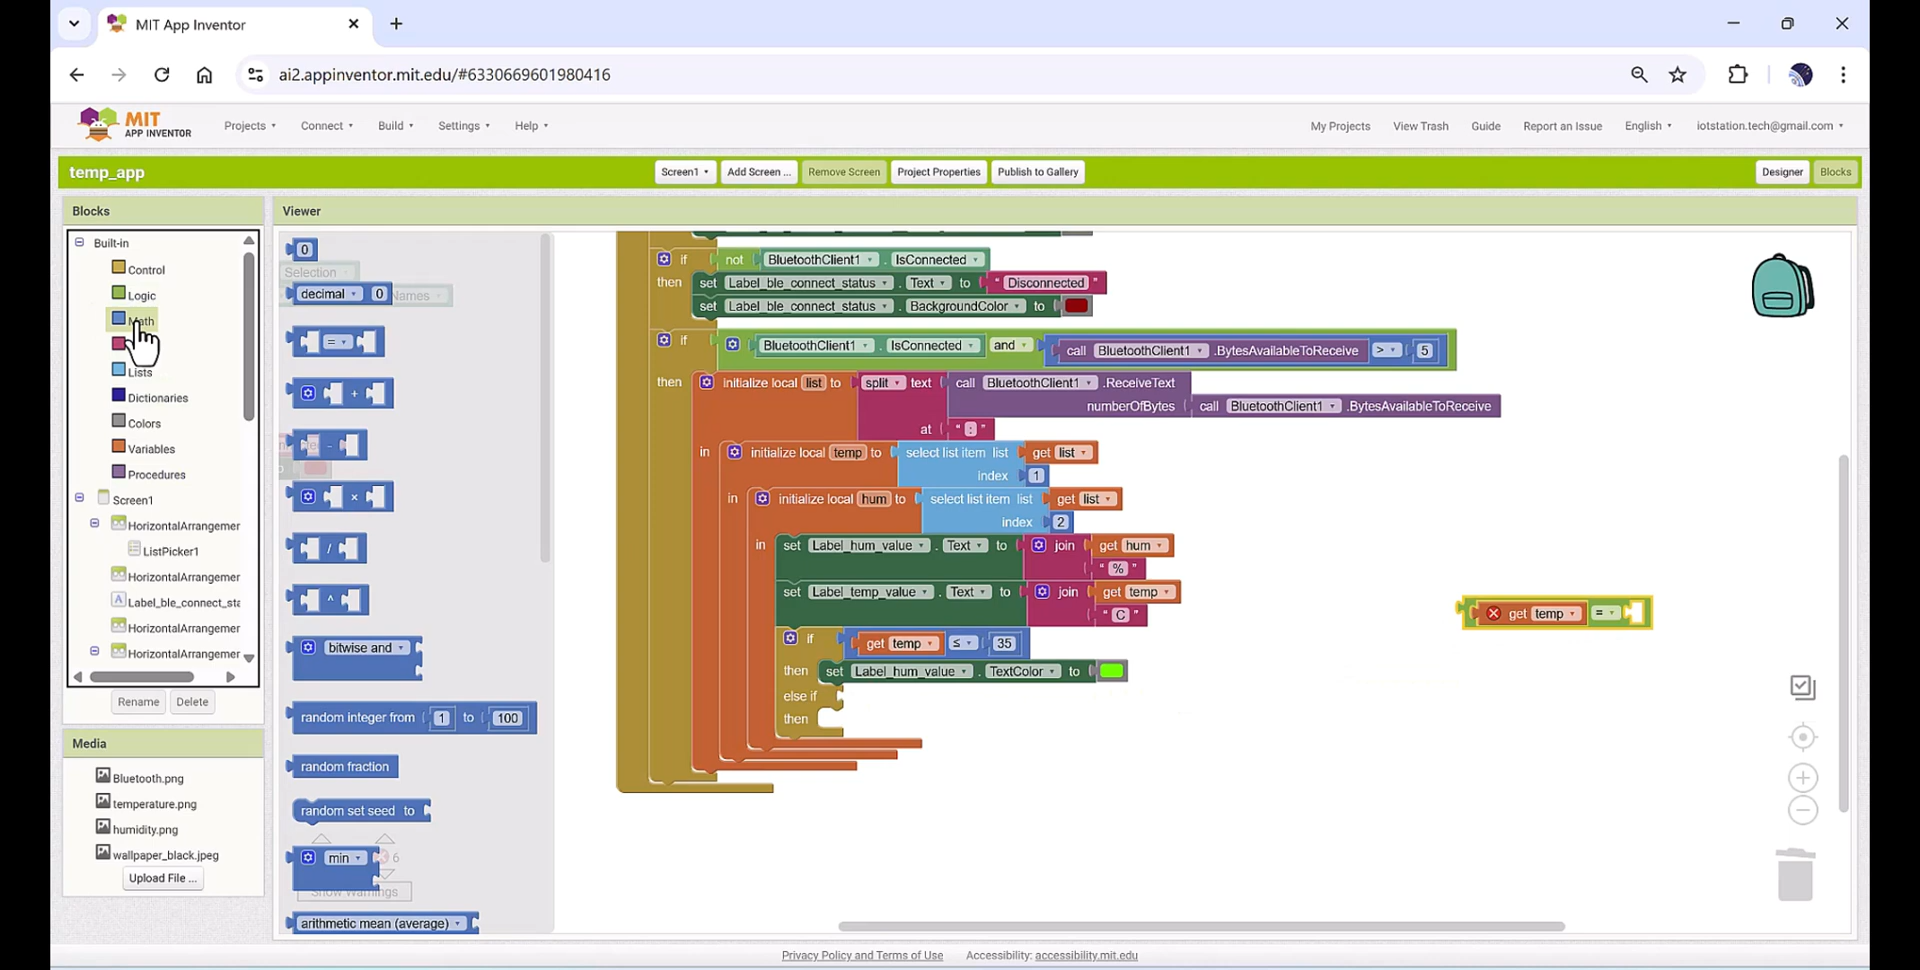 MIT App Inventor
ai2.appinventor.mit.edu/#6330669601980416
MIT
APP INVENTOR
Projects
Connect
Build
Settings
Help
My Projects
View Trash
Guide
Report an Issue
English
iotstation.tech@gmail.com
temp_app
Screen1
Add Screen ...
Remove Screen
Project Properties
Publish to Gallery
Designer
Blocks
Blocks
Viewer
Built-in
Control
Logic
Math
Lists
Dictionaries
Colors
Variables
Procedures
Screen1
HorizontalArrangemer
ListPicker1
HorizontalArrangemer
Label_ble_connect_sta
HorizontalArrangemer
HorizontalArrangemer
Rename
Delete
Media
Bluetooth.png
temperature.png
humidity.png
wallpaper_black.jpeg
Upload File ...
0
Selection
decimal 0
Names
=
+
-
×
/
^
bitwise and
random integer from 1 to 100
random fraction
random set seed to
min
6
Show Warnings
arithmetic mean (average)
if not BluetoothClient1 . IsConnected
then set Label_ble_connect_status . Text to " Disconnected "
set Label_ble_connect_status . BackgroundColor to
if BluetoothClient1 . IsConnected and call BluetoothClient1 .BytesAvailableToReceive > 5
then initialize local list to split text call BluetoothClient1 .ReceiveText
numberOfBytes call BluetoothClient1 .BytesAvailableToReceive
at " : "
in initialize local temp to select list item list get list
index 1
in initialize local hum to select list item list get list
index 2
in set Label_hum_value . Text to join get hum
" % "
set Label_temp_value . Text to join get temp
" C "
if get temp ≤ 35
then set Label_hum_value . TextColor to
else if
then
get temp =
Privacy Policy and Terms of Use
Accessibility: accessibility.mit.edu